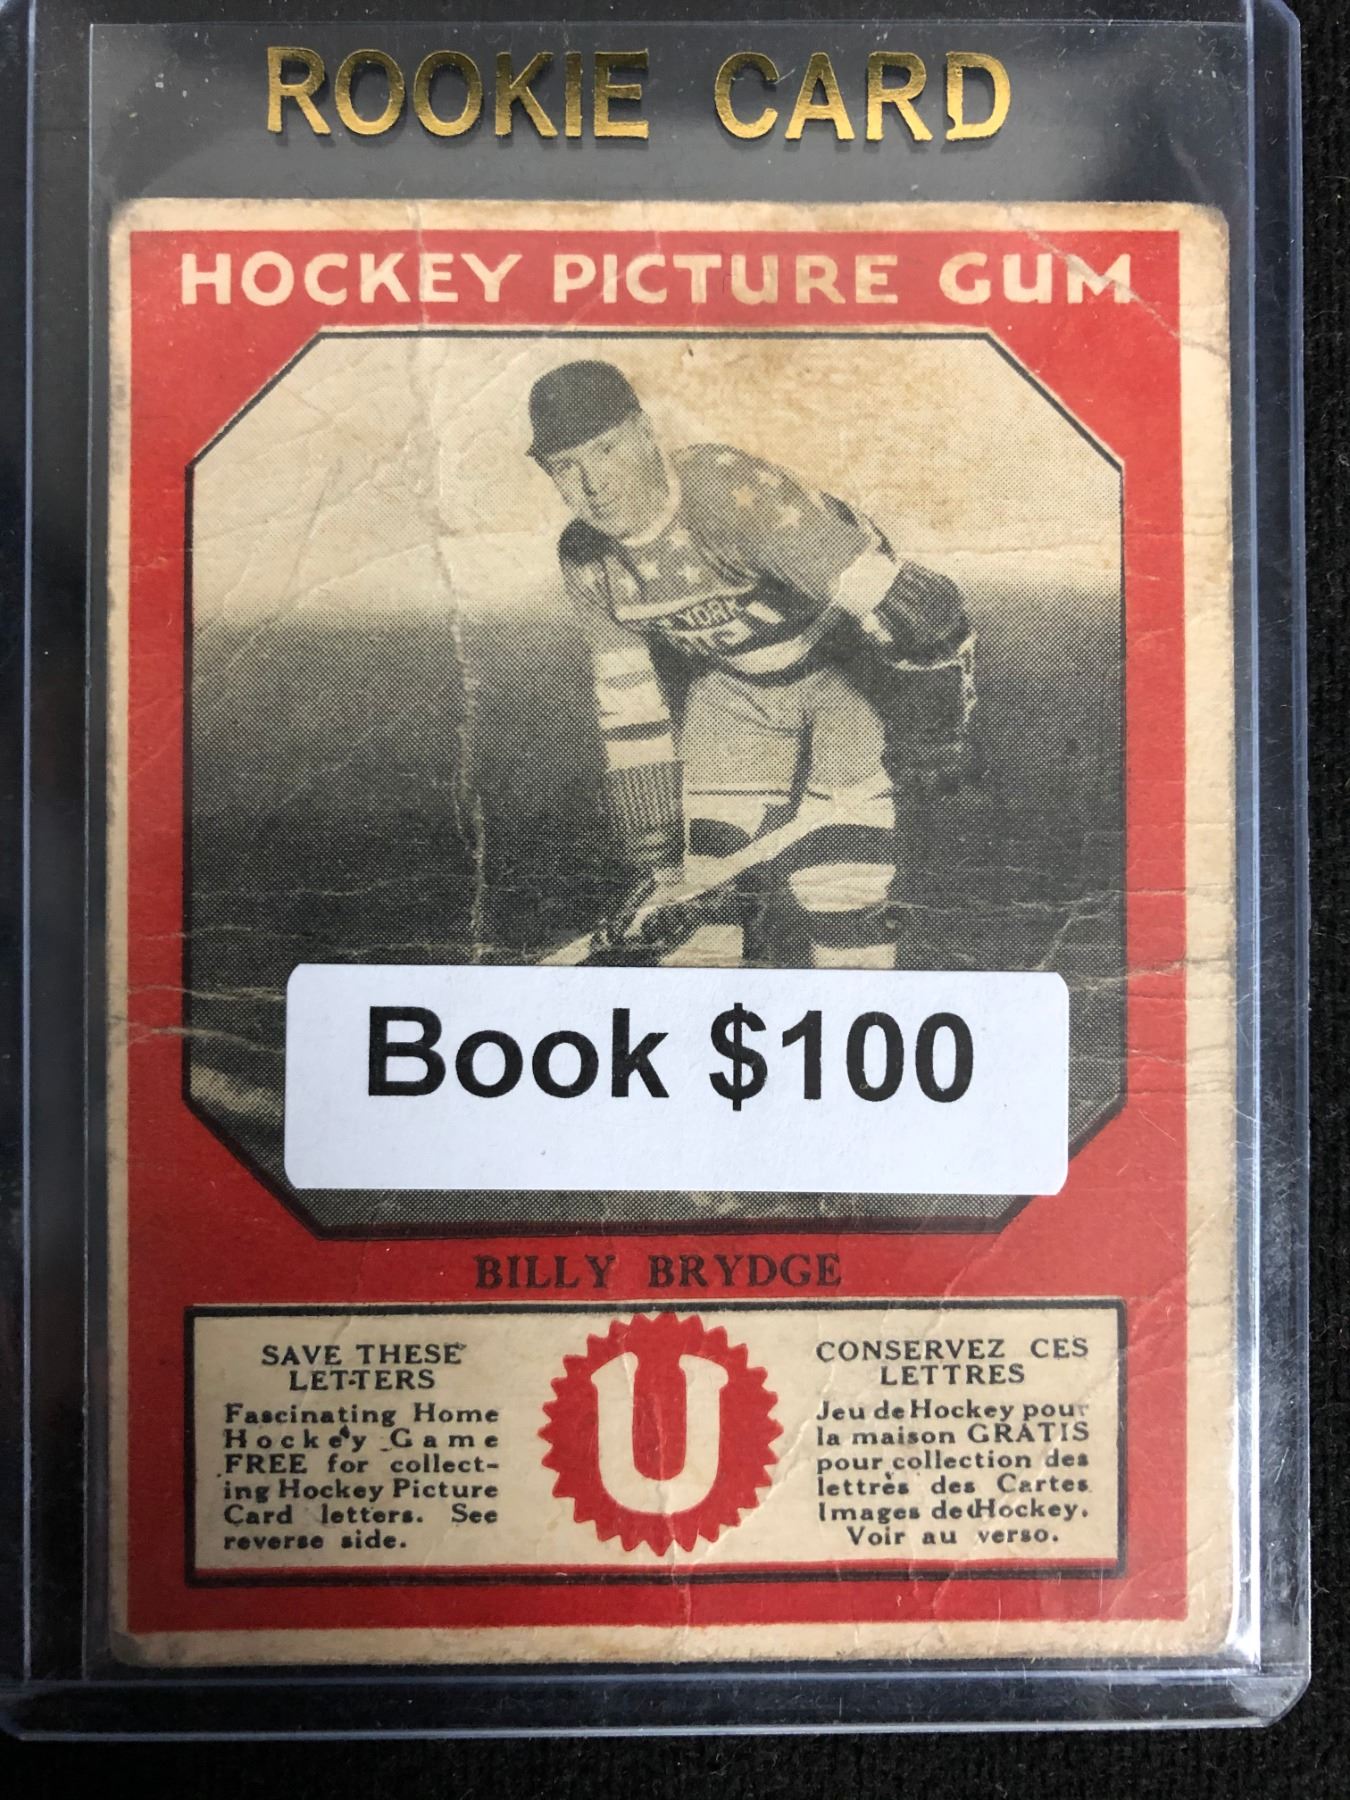 ROOKIE CARD
HOCKEY PICTURE GUM
YORK
Book $100
BILLY BRYDGE
SAVE THESE
LETTERS
Fascinating Home
Hockey Game
FREE for collect-
ing Hockey Picture
Card letters. See
reverse side.
U
CONSERVEZ CES
LETTRES
Jeu de Hockey pour
la maison GRATIS
pour collection des
lettres des Cartes
Images de Hockey.
Voir au verso.